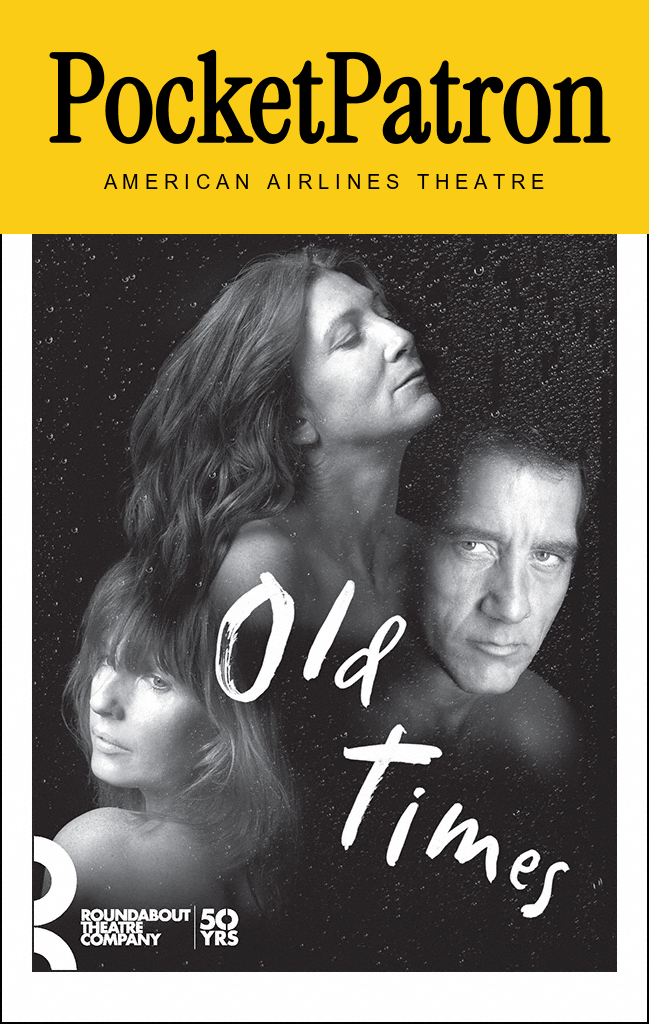 PocketPatron
AMERICAN AIRLINES THEATRE
Old
Times
ROUNDABOUT
THEATRE
COMPANY
50
YRS